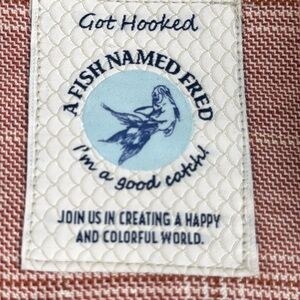 Got Hooked
A FISH NAMED FRED
I'm a good catch!
JOIN US IN CREATING A HAPPY
AND COLORFUL WORLD.